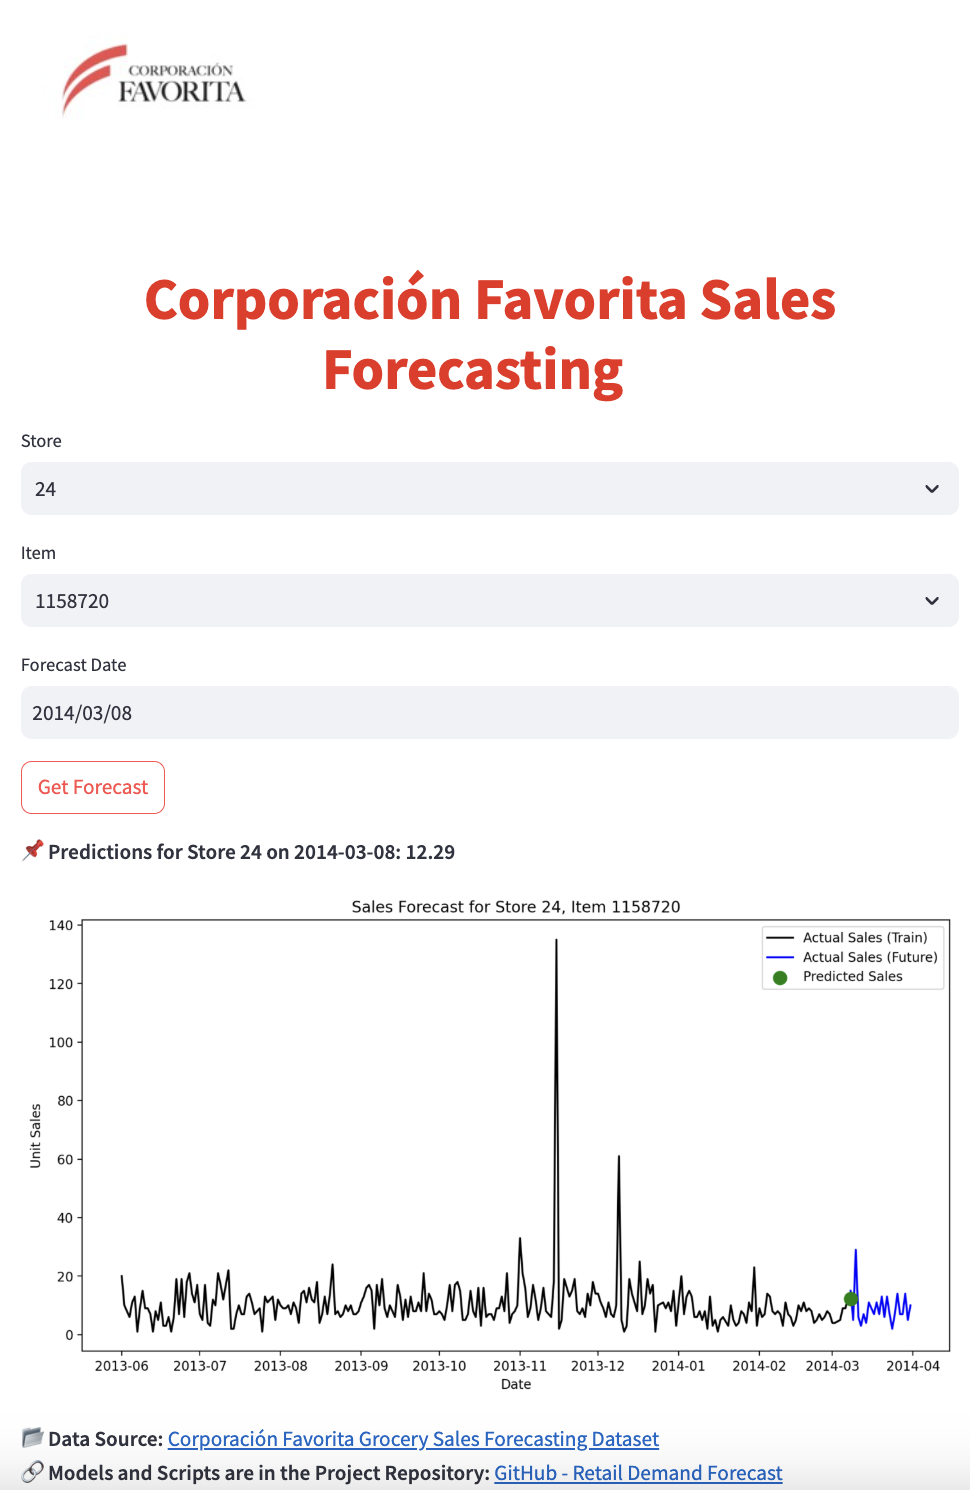 CORPORACIÓN
FAVORITA
Corporación Favorita Sales
Forecasting
Store
24
Item
1158720
Forecast Date
2014/03/08
Get Forecast
Predictions for Store 24 on 2014-03-08: 12.29
Sales Forecast for Store 24, Item 1158720
Actual Sales (Train)
Actual Sales (Future)
Predicted Sales
140
120
100
80
60
40
20
0
Unit Sales
2013-06 2013-07 2013-08 2013-09 2013-10 2013-11 2013-12 2014-01 2014-02 2014-03 2014-04
Date
Data Source: Corporación Favorita Grocery Sales Forecasting Dataset
Models and Scripts are in the Project Repository: GitHub - Retail Demand Forecast